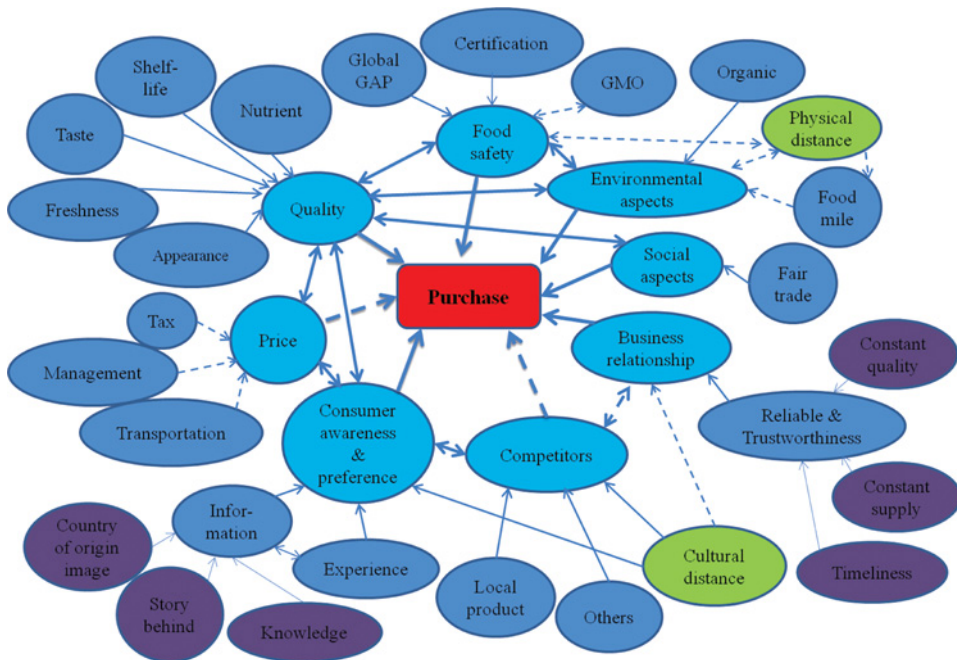 Certification
Global
GAP
GMO
Organic
Shelf-
life
Nutrient
Taste
Physical
distance
Food
safety
Environmental
aspects
Food
mile
Freshness
Quality
Appearance
Social
aspects
Fair
trade
Purchase
Tax
Price
Business
relationship
Constant
quality
Management
Transportation
Consumer
awareness
&
preference
Competitors
Reliable &
Trustworthiness
Constant
supply
Infor-
mation
Country
of origin
image
Experience
Cultural
distance
Timeliness
Local
product
Others
Story
behind
Knowledge